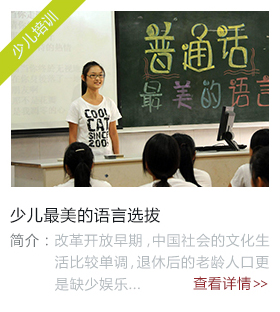 少儿培训
普通话
最美的语言
COOL
CAT
SINCE
200
少儿最美的语言选拔
简介：改革开放早期,中国社会的文化生
活比较单调,退休后的老龄人口更
是缺少娱乐...
查看详情>>